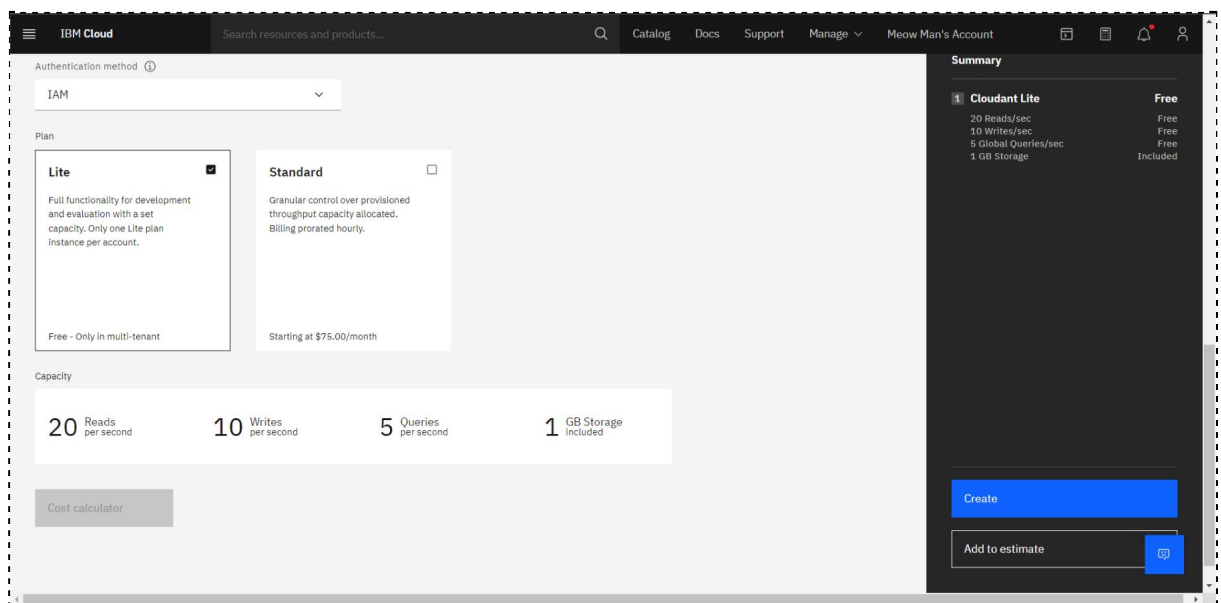 IBM Cloud
Search resources and products...
Catalog
Docs
Support
Manage
Meow Man's Account
Authentication method
IAM
Plan
Lite
Full functionality for development
and evaluation with a set
capacity. Only one Lite plan
instance per account.
Free - Only in multi-tenant
Standard
Granular control over provisioned
throughput capacity allocated.
Billing prorated hourly.
Starting at $75.00/month
Capacity
20 Reads
per second
10 Writes
per second
5 Queries
per second
1 GB Storage
included
Cost calculator
Summary
1 Cloudant Lite Free
20 Reads/sec Free
10 Writes/sec Free
5 Global Queries/sec Free
1 GB Storage Included
Create
Add to estimate